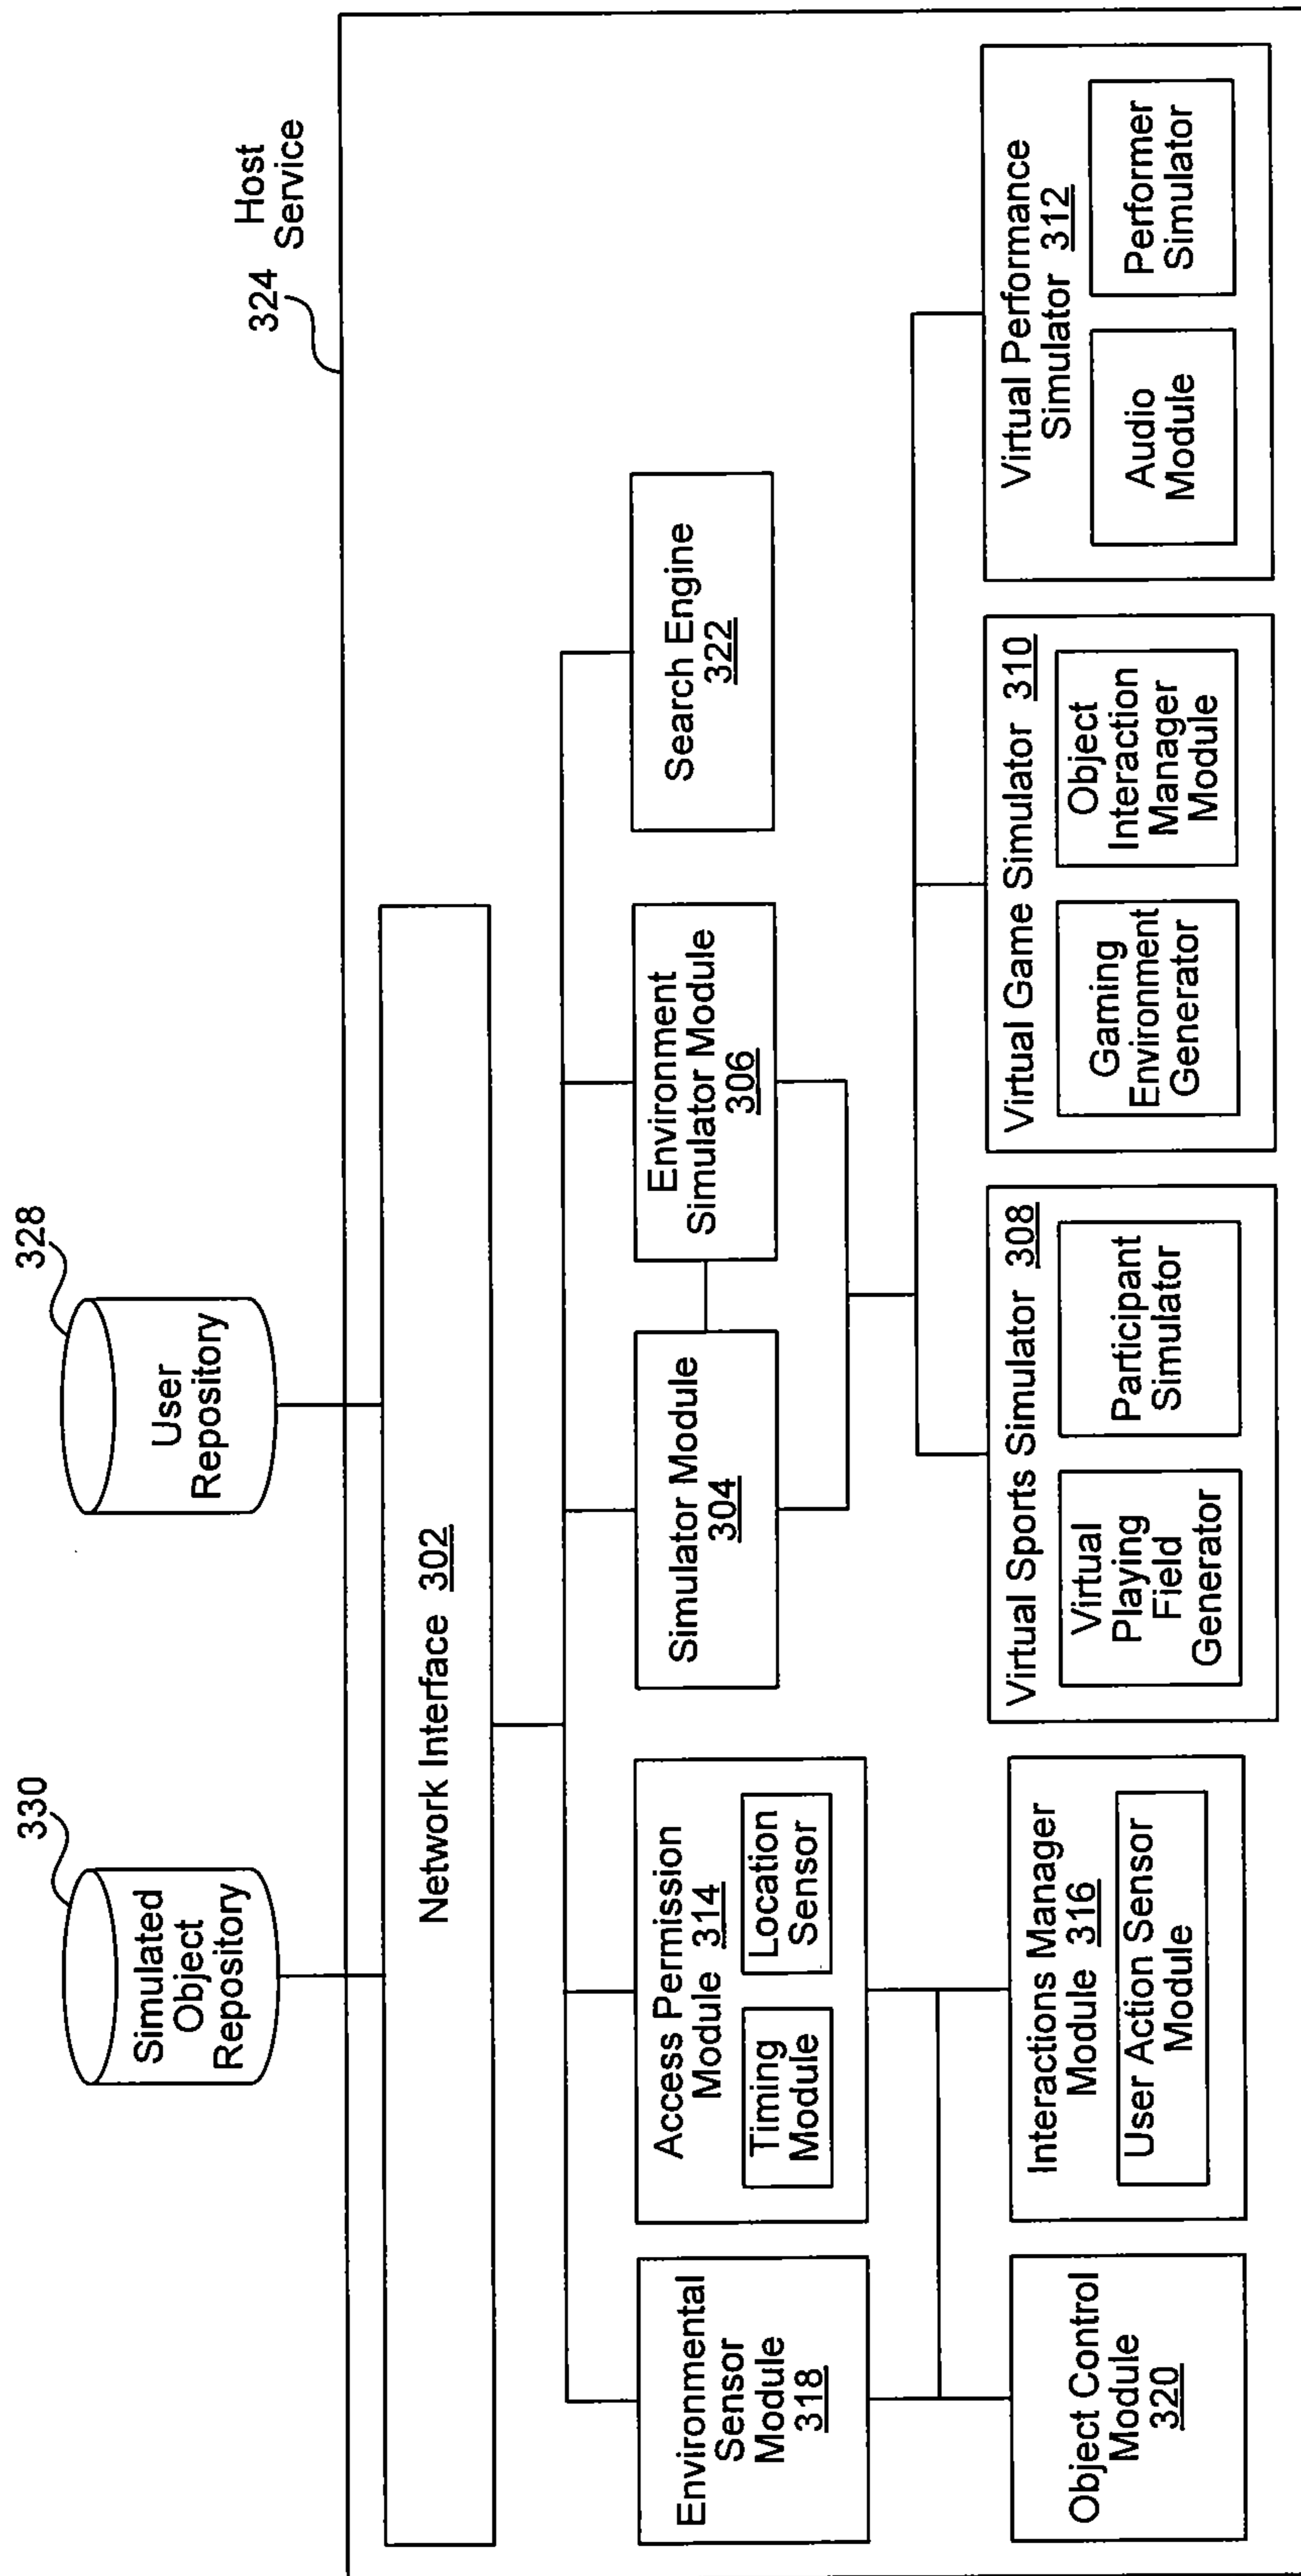 330
Simulated
Object
Repository
328
User
Repository
324
Host
Service
Network Interface 302
Environmental
Sensor
Module
318
Access Permission
Module 314
Timing
Module
Location
Sensor
Simulator Module
304
Environment
Simulator Module
306
Search Engine
322
Object Control
Module
320
Interactions Manager
Module 316
User Action Sensor
Module
Virtual Sports Simulator 308
Virtual
Playing
Field
Generator
Participant
Simulator
Virtual Game Simulator 310
Gaming
Environment
Generator
Object
Interaction
Manager
Module
Virtual Performance
Simulator 312
Audio
Module
Performer
Simulator